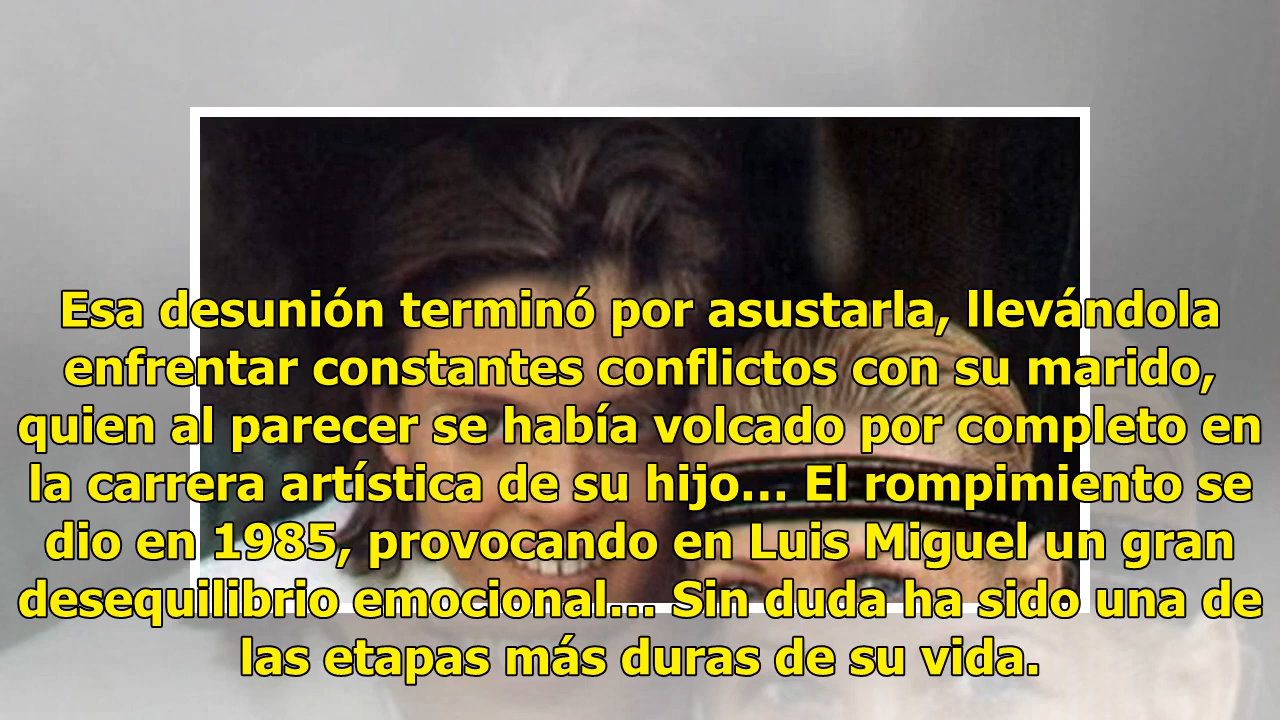 Esa desunión terminó por asustarla, llevándola
enfrentar constantes conflictos con su marido,
quien al parecer se había volcado por completo en
la carrera artística de su hijo... El rompimiento se
dio en 1985, provocando en Luis Miguel un gran
desequilibrio emocional... Sin duda ha sido una de
las etapas más duras de su vida.